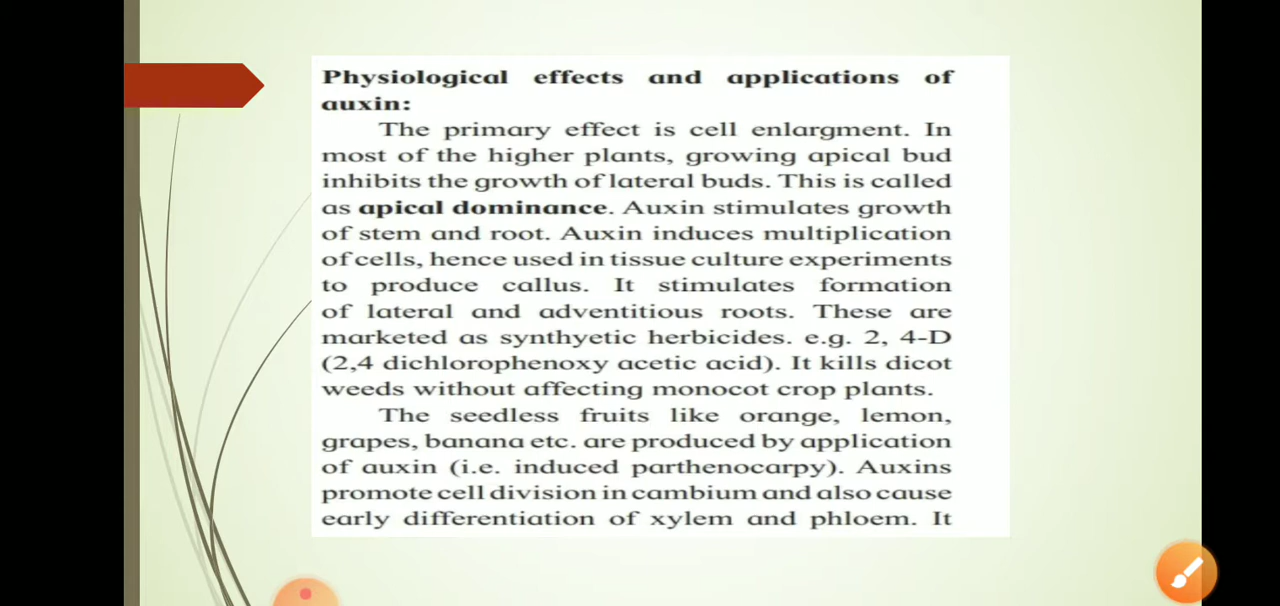 Physiological effects and applications of
auxin:
The primary effect is cell enlargment. In
most of the higher plants, growing apical bud
inhibits the growth of lateral buds. This is called
as apical dominance. Auxin stimulates growth
of stem and root. Auxin induces multiplication
of cells, hence used in tissue culture experiments
to produce callus. It stimulates formation
of lateral and adventitious roots. These are
marketed as synthyetic herbicides. e.g. 2, 4-D
(2,4 dichlorophenoxy acetic acid). It kills dicot
weeds without affecting monocot crop plants.
The seedless fruits like orange, lemon,
grapes, banana etc. are produced by application
of auxin (i.e. induced parthenocarpy). Auxins
promote cell division in cambium and also cause
early differentiation of xylem and phloem. It